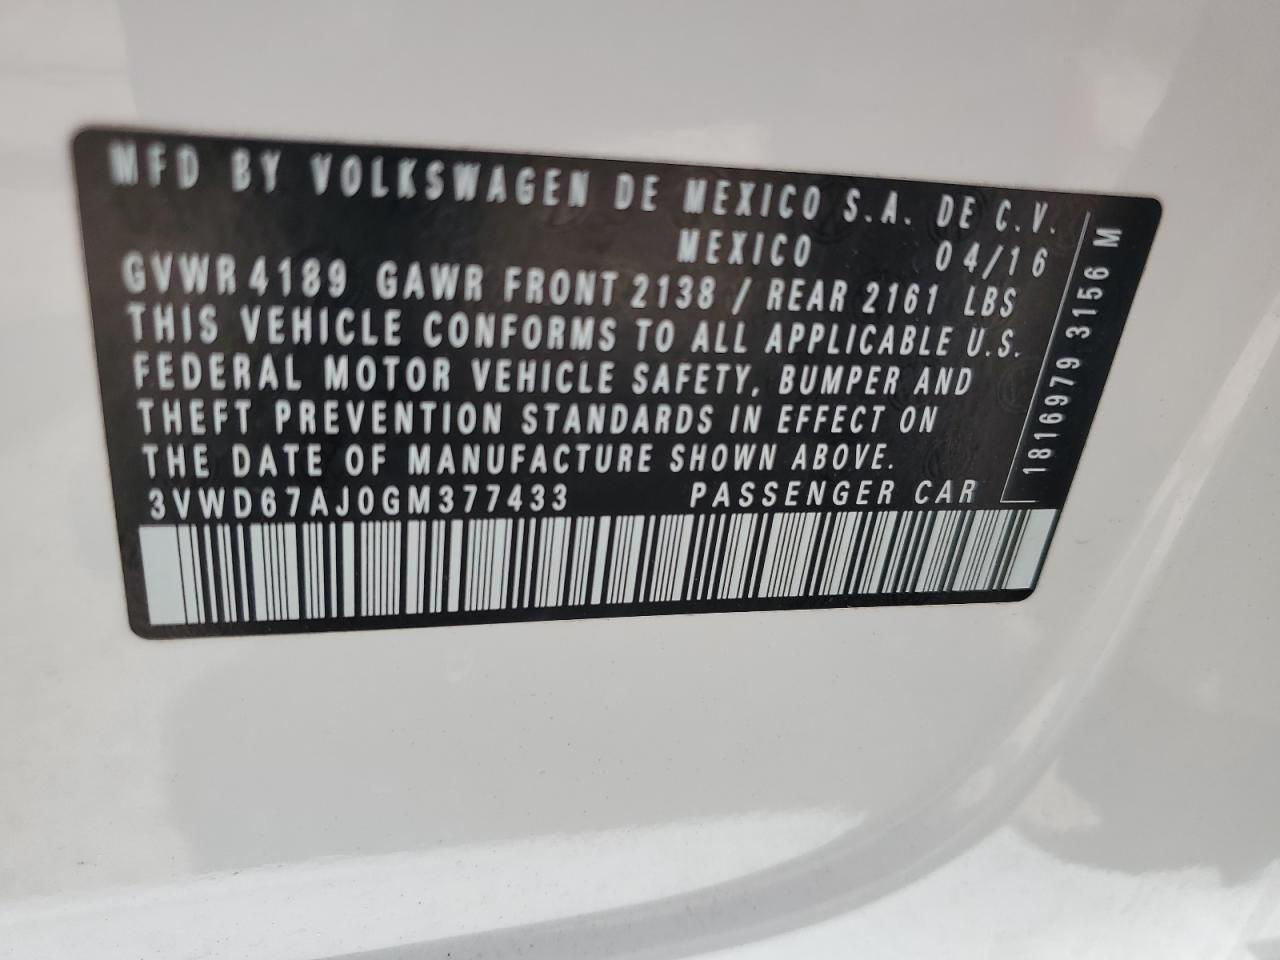 MFD BY VOLKSWAGEN DE MEXICO S.A. DE C.V.
MEXICO 04/16
GVWR 4189 GAWR FRONT 2138 / REAR 2161 LBS
THIS VEHICLE CONFORMS TO ALL APPLICABLE U.S.
FEDERAL MOTOR VEHICLE SAFETY, BUMPER AND
THEFT PREVENTION STANDARDS IN EFFECT ON
THE DATE OF MANUFACTURE SHOWN ABOVE.
3VWD67AJ0GM377433 PASSENGER CAR
1816979 3156 M